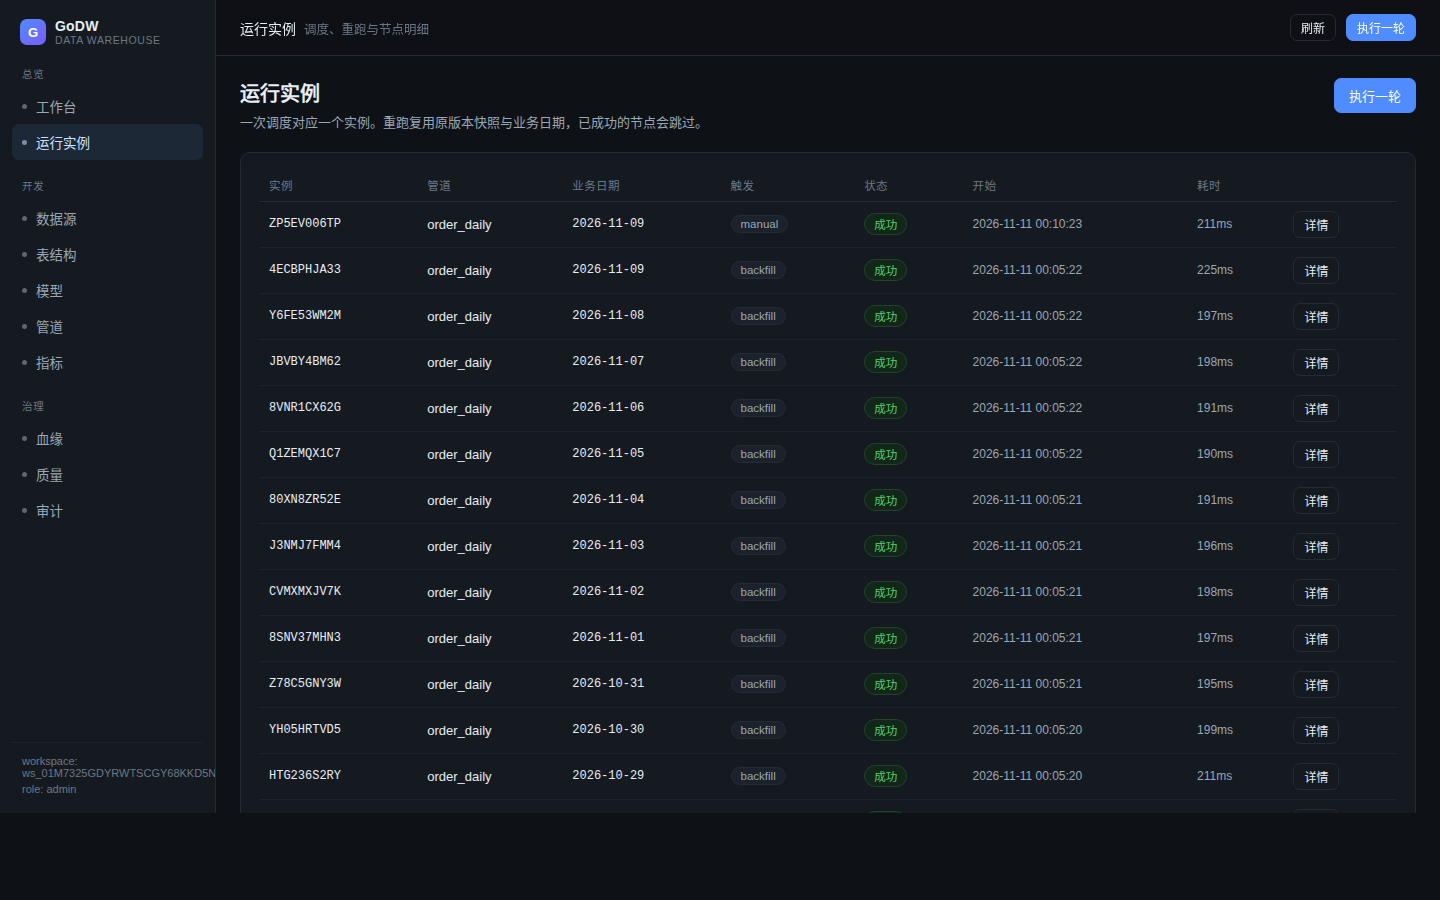 G
GoDW
DATA WAREHOUSE
总览
工作台
运行实例
开发
数据源
表结构
模型
管道
指标
治理
血缘
质量
审计
workspace:
ws_01M7325GDYRWTSCGY68KKD5N
role: admin
运行实例 调度、重跑与节点明细
刷新 执行一轮
运行实例
执行一轮
一次调度对应一个实例。重跑复用原版本快照与业务日期，已成功的节点会跳过。
实例 管道 业务日期 触发 状态 开始 耗时
ZP5EV006TP order_daily 2026-11-09 manual 成功 2026-11-11 00:10:23 211ms 详情
4ECBPHJA33 order_daily 2026-11-09 backfill 成功 2026-11-11 00:05:22 225ms 详情
Y6FE53WM2M order_daily 2026-11-08 backfill 成功 2026-11-11 00:05:22 197ms 详情
JBVBY4BM62 order_daily 2026-11-07 backfill 成功 2026-11-11 00:05:22 198ms 详情
8VNR1CX62G order_daily 2026-11-06 backfill 成功 2026-11-11 00:05:22 191ms 详情
Q1ZEMQX1C7 order_daily 2026-11-05 backfill 成功 2026-11-11 00:05:22 190ms 详情
80XN8ZR52E order_daily 2026-11-04 backfill 成功 2026-11-11 00:05:21 191ms 详情
J3NMJ7FMM4 order_daily 2026-11-03 backfill 成功 2026-11-11 00:05:21 196ms 详情
CVMXMXJV7K order_daily 2026-11-02 backfill 成功 2026-11-11 00:05:21 198ms 详情
8SNV37MHN3 order_daily 2026-11-01 backfill 成功 2026-11-11 00:05:21 197ms 详情
Z78C5GNY3W order_daily 2026-10-31 backfill 成功 2026-11-11 00:05:21 195ms 详情
YH05HRTVD5 order_daily 2026-10-30 backfill 成功 2026-11-11 00:05:20 199ms 详情
HTG236S2RY order_daily 2026-10-29 backfill 成功 2026-11-11 00:05:20 211ms 详情